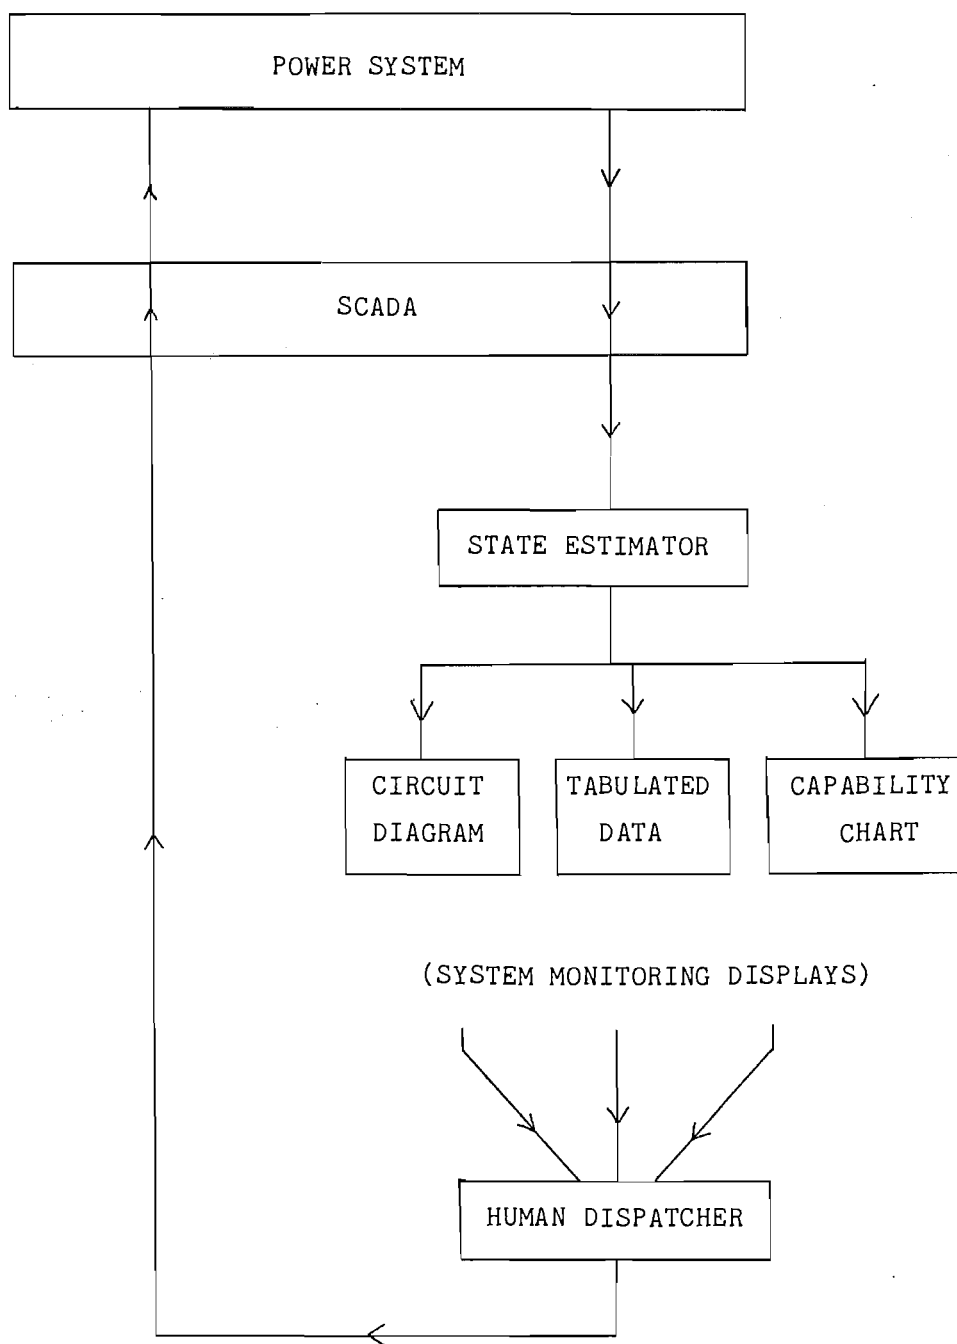 POWER SYSTEM
SCADA
STATE ESTIMATOR
CIRCUIT
DIAGRAM
TABULATED
DATA
CAPABILITY
CHART
(SYSTEM MONITORING DISPLAYS)
HUMAN DISPATCHER